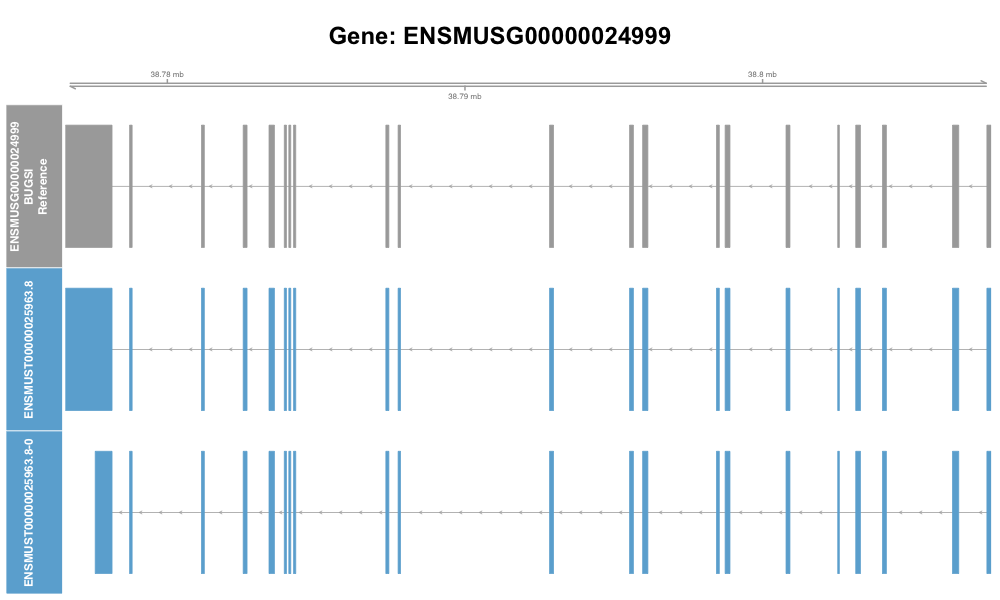 Gene: ENSMUSG00000024999
38.78 mb
38.8 mb
38.79 mb
ENSMUSG00000024999
BUGSI
Reference
ENSMUST00000025963.8
ENSMUST00000025963.8-0